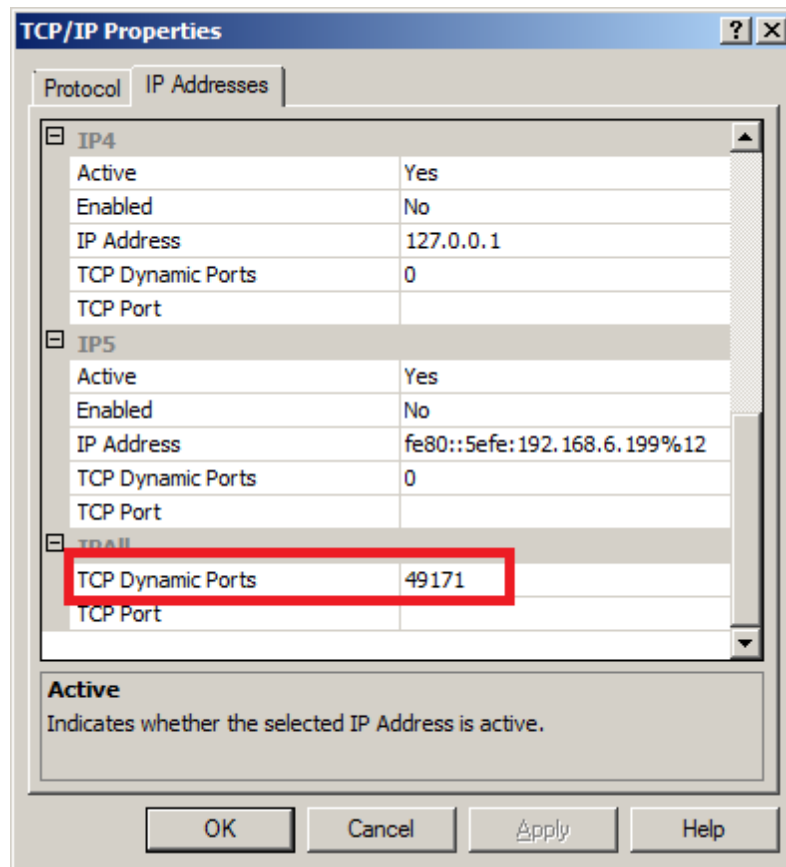 TCP/IP Properties
Protocol IP Addresses
IP4
Active Yes
Enabled No
IP Address 127.0.0.1
TCP Dynamic Ports 0
TCP Port
IP5
Active Yes
Enabled No
IP Address fe80::5efe:192.168.6.199%12
TCP Dynamic Ports 0
TCP Port
IPAll
TCP Dynamic Ports 49171
TCP Port
Active
Indicates whether the selected IP Address is active.
OK Cancel Apply Help